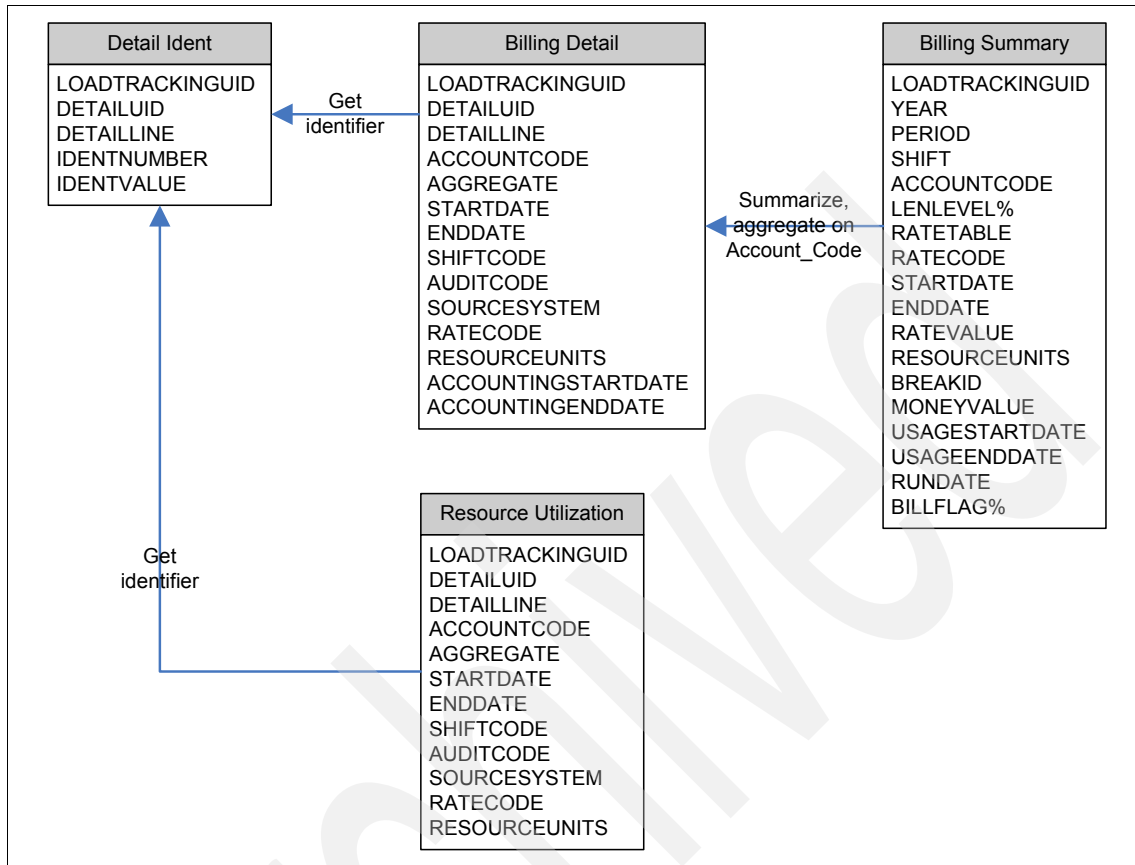 Detail Ident
LOADTRACKINGUID
DETAILUID
DETAILLINE
IDENTNUMBER
IDENTVALUE
Get
identifier
Billing Detail
LOADTRACKINGUID
DETAILUID
DETAILLINE
ACCOUNTCODE
AGGREGATE
STARTDATE
ENDDATE
SHIFTCODE
AUDITCODE
SOURCESYSTEM
RATECODE
RESOURCEUNITS
ACCOUNTINGSTARTDATE
ACCOUNTINGENDDATE
Summarize,
aggregate on
Account_Code
Billing Summary
LOADTRACKINGUID
YEAR
PERIOD
SHIFT
ACCOUNTCODE
LENLEVEL%
RATETABLE
RATECODE
STARTDATE
ENDDATE
RATEVALUE
RESOURCEUNITS
BREAKID
MONEYVALUE
USAGESTARTDATE
USAGEENDDATE
RUNDATE
BILLFLAG%
Get
identifier
Resource Utilization
LOADTRACKINGUID
DETAILUID
DETAILLINE
ACCOUNTCODE
AGGREGATE
STARTDATE
ENDDATE
SHIFTCODE
AUDITCODE
SOURCESYSTEM
RATECODE
RESOURCEUNITS